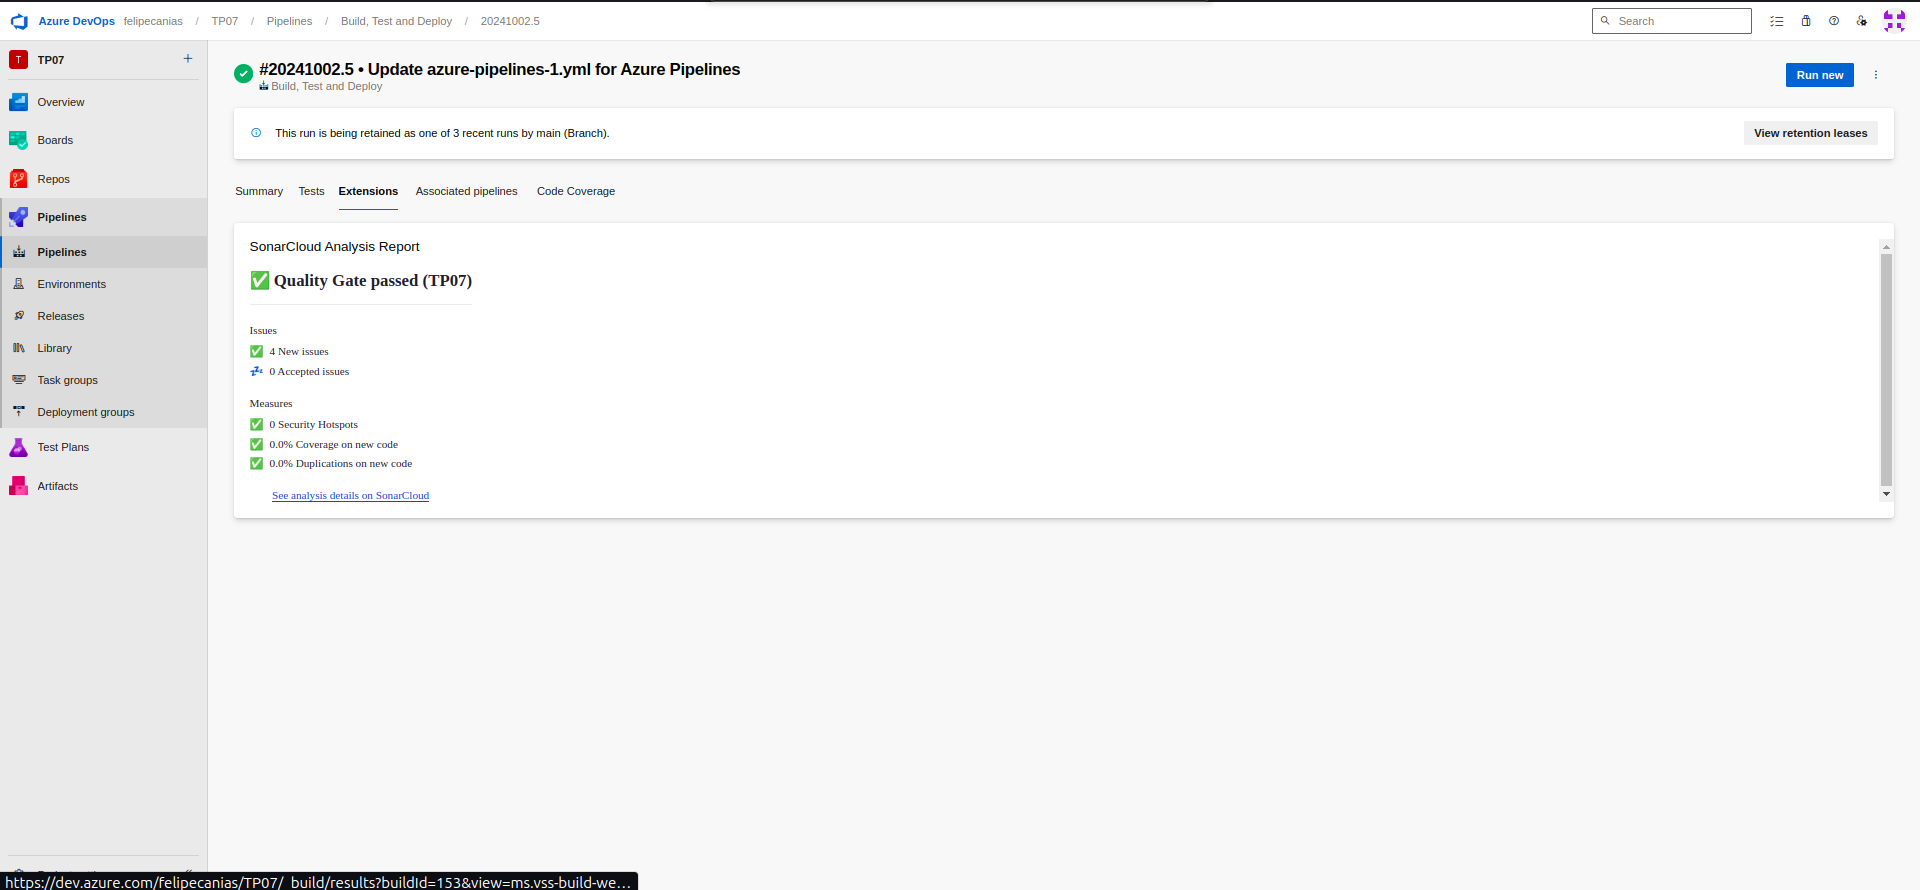 Azure DevOps felipecanias / TP07 / Pipelines / Build, Test and Deploy / 20241002.5
Search
T TP07 +
Overview
Boards
Repos
Pipelines
Pipelines
Environments
Releases
Library
Task groups
Deployment groups
Test Plans
Artifacts
#20241002.5 • Update azure-pipelines-1.yml for Azure Pipelines
Build, Test and Deploy
Run new
This run is being retained as one of 3 recent runs by main (Branch).
View retention leases
Summary Tests Extensions Associated pipelines Code Coverage
SonarCloud Analysis Report
✅ Quality Gate passed (TP07)
Issues
✅ 4 New issues
💤 0 Accepted issues
Measures
✅ 0 Security Hotspots
✅ 0.0% Coverage on new code
✅ 0.0% Duplications on new code
See analysis details on SonarCloud
https://dev.azure.com/felipecanias/TP07/_build/results?buildId=153&view=ms.vss-build-we…